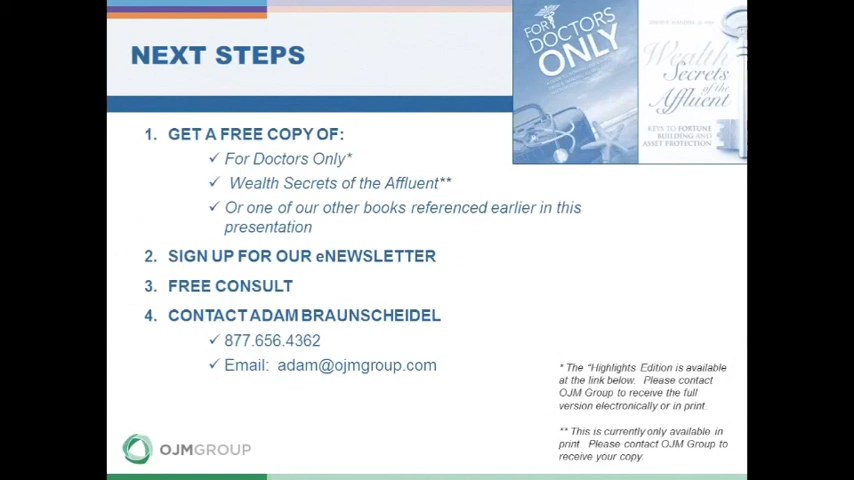 NEXT STEPS
FOR
DOCTORS
ONLY
Wealth
Secrets
of the
Affluent
KEYS TO FORTUNE
BUILDING AND
ASSET PROTECTION
1. GET A FREE COPY OF:
✓ For Doctors Only*
✓ Wealth Secrets of the Affluent**
✓ Or one of our other books referenced earlier in this
presentation
2. SIGN UP FOR OUR eNEWSLETTER
3. FREE CONSULT
4. CONTACT ADAM BRAUNSCHEIDEL
✓ 877.656.4362
✓ Email: adam@ojmgroup.com
* The "Highlights Edition is available
at the link below. Please contact
OJM Group to receive the full
version electronically or in print.
** This is currently only available in
print. Please contact OJM Group to
receive your copy.
OJMGROUP